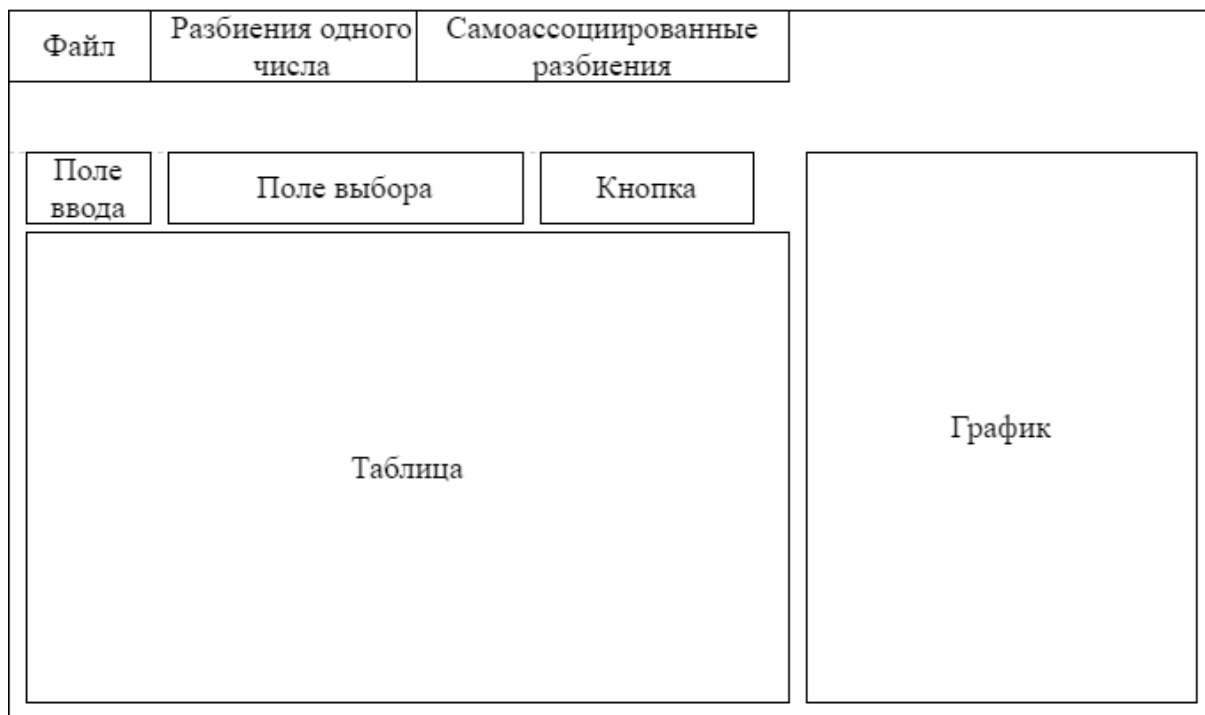 Файл
Разбиения одного
числа
Самоассоциированные
разбиения
Поле
ввода
Поле выбора
Кнопка
Таблица
График